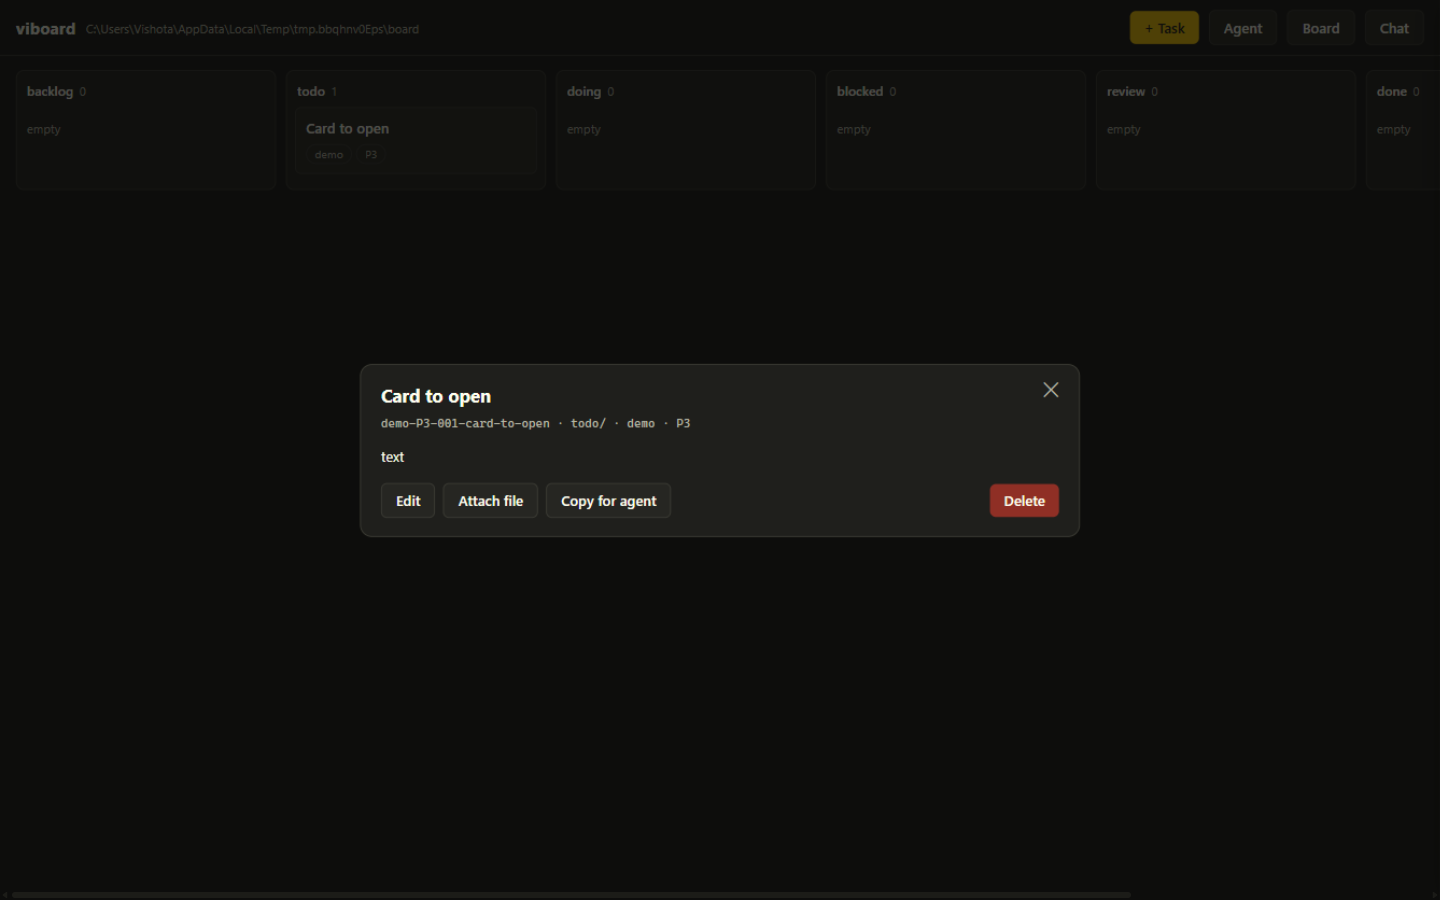 viboard C:\Users\Vishota\AppData\Local\Temp\tmp.bbqhnv0Eps\board + Task Agent Board Chat
backlog 0 todo 1 doing 0 blocked 0 review 0 done 0
empty Card to open empty empty empty empty
demo P3
Card to open
demo-P3-001-card-to-open · todo/ · demo · P3
text
Edit Attach file Copy for agent Delete